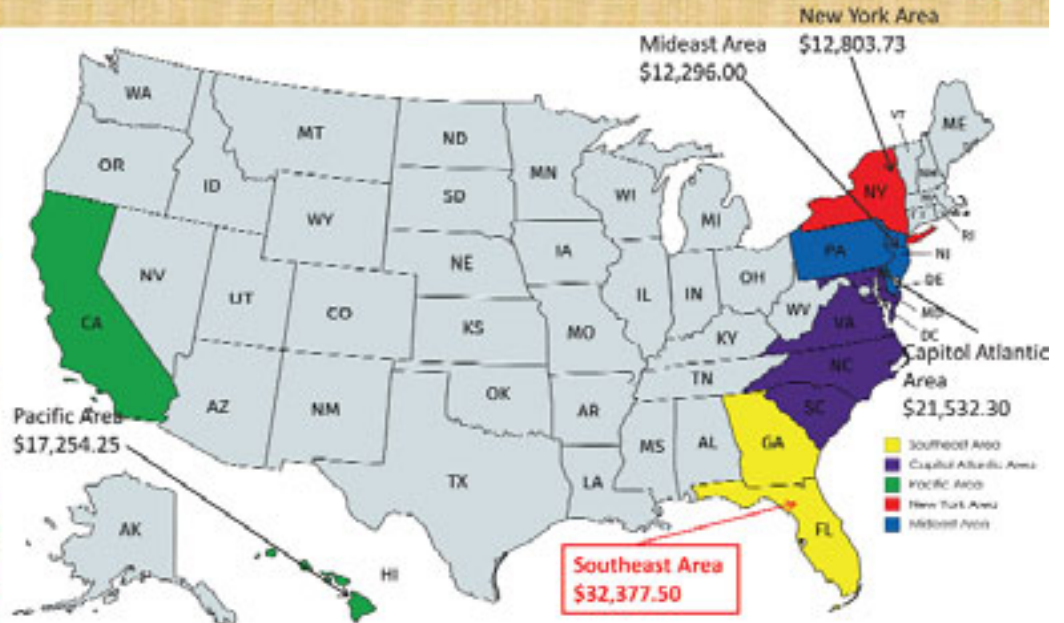 New York Area
$12,803.73
Mideast Area
$12,296.00
WA
MT
ND
MN
VT
ME
OR
ID
SD
WI
MI
NY
WY
RI
NE
IA
PA
NJ
NV
UT
CO
IL
IN
OH
DE
CA
KS
MO
WV
VA
MD
DC
KY
Capitol Atlantic
Area
$21,532.30
NC
TN
AZ
NM
OK
AR
SC
Pacific Area
$17,254.25
MS
AL
GA
TX
LA
Southeast Area
Capitol Atlantic Area
Pacific Area
New York Area
Mideast Area
AK
HI
FL
Southeast Area
$32,377.50